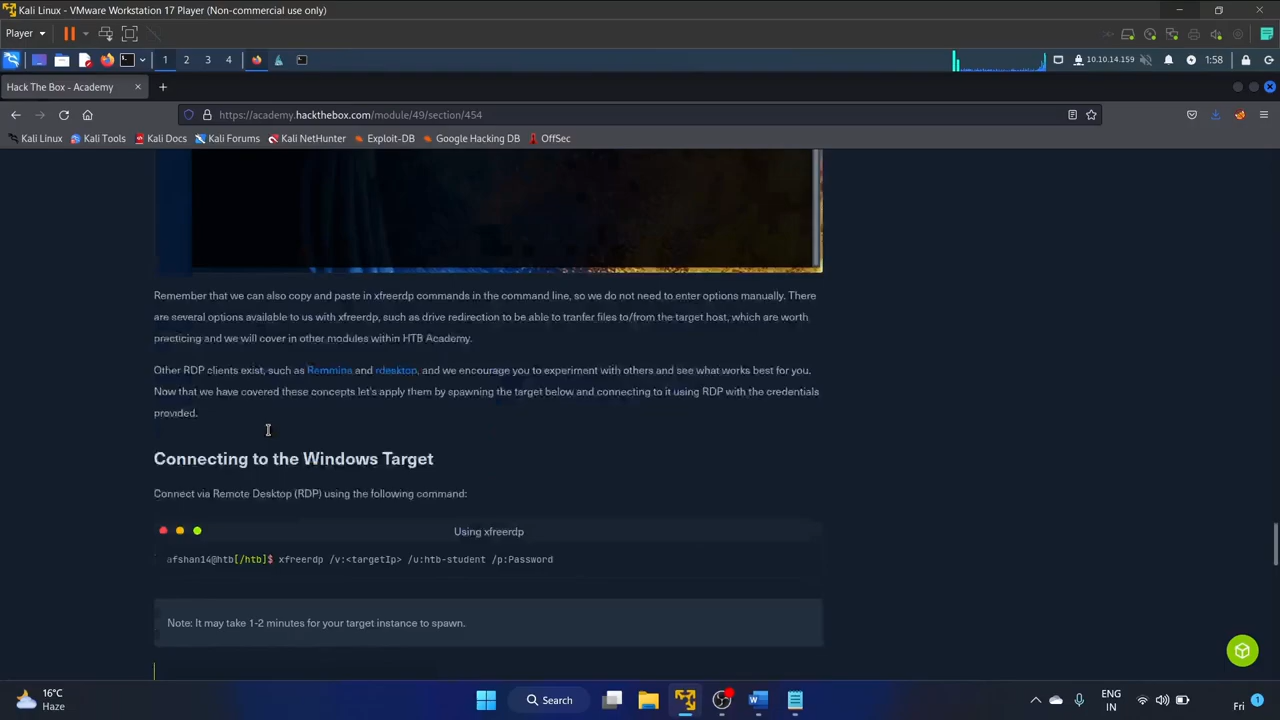 Kali Linux - VMware Workstation 17 Player (Non-commercial use only)
Player
1 2 3 4
10.10.14.159
1:58
Hack The Box - Academy
https://academy.hackthebox.com/module/49/section/454
Kali Linux
Kali Tools
Kali Docs
Kali Forums
Kali NetHunter
Exploit-DB
Google Hacking DB
OffSec
Remember that we can also copy and paste in xfreerdp commands in the command line, so we do not need to enter options manually. There
are several options available to us with xfreerdp, such as drive redirection to be able to tranfer files to/from the target host, which are worth
practicing and we will cover in other modules within HTB Academy.
Other RDP clients exist, such as Remmina and rdesktop, and we encourage you to experiment with others and see what works best for you.
Now that we have covered these concepts let's apply them by spawning the target below and connecting to it using RDP with the credentials
provided.
Connecting to the Windows Target
Connect via Remote Desktop (RDP) using the following command:
Using xfreerdp
afshan14@htb[/htb]$ xfreerdp /v:<targetIp> /u:htb-student /p:Password
Note: It may take 1-2 minutes for your target instance to spawn.
16°C
Haze
Search
ENG
IN
Fri
1